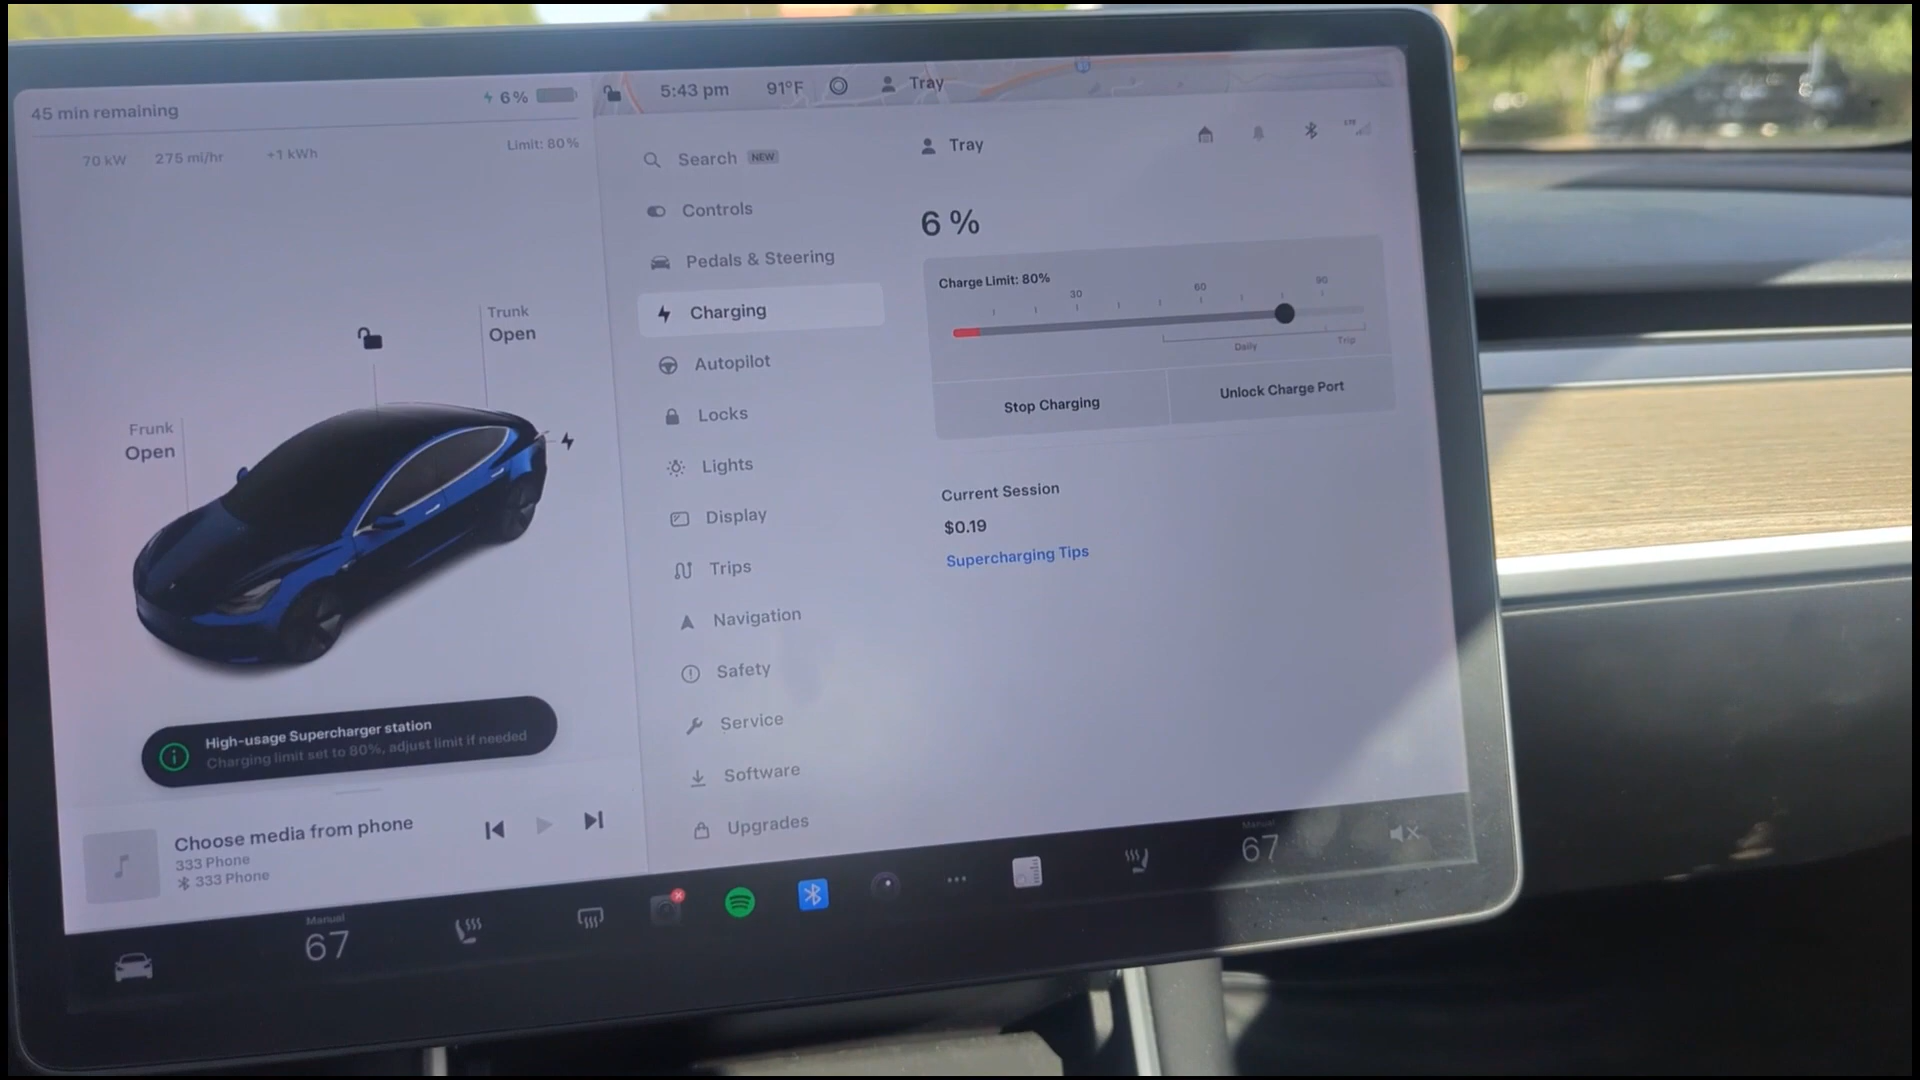 45 min remaining
6%
70 kW 275 mi/hr +1 kWh
Limit: 80%
Trunk
Open
Frunk
Open
High-usage Supercharger station
Charging limit set to 80%, adjust limit if needed
Choose media from phone
333 Phone
333 Phone
5:43 pm 91°F Tray
Search NEW
Controls
Pedals & Steering
Charging
Autopilot
Locks
Lights
Display
Trips
Navigation
Safety
Service
Software
Upgrades
Tray
LTE
6 %
Charge Limit: 80%
30 60 90
Daily Trip
Stop Charging Unlock Charge Port
Current Session
$0.19
Supercharging Tips
Manual
67
Manual
67